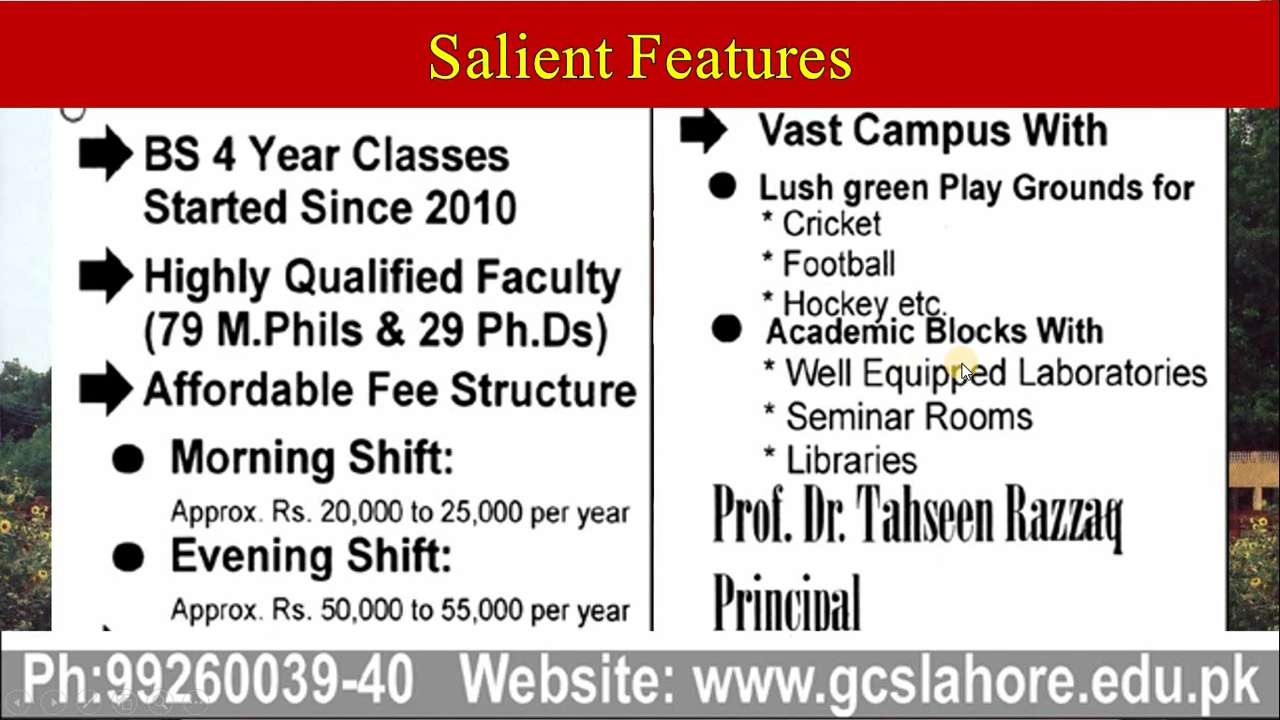 Salient Features
BS 4 Year Classes
Started Since 2010
Highly Qualified Faculty
(79 M.Phils & 29 Ph.Ds)
Affordable Fee Structure
Morning Shift:
Approx. Rs. 20,000 to 25,000 per year
Evening Shift:
Approx. Rs. 50,000 to 55,000 per year
Vast Campus With
Lush green Play Grounds for
* Cricket
* Football
* Hockey etc.
Academic Blocks With
* Well Equipped Laboratories
* Seminar Rooms
* Libraries
Prof. Dr. Tahseen Razzaq
Principal
Ph:99260039-40 Website: www.gcslahore.edu.pk